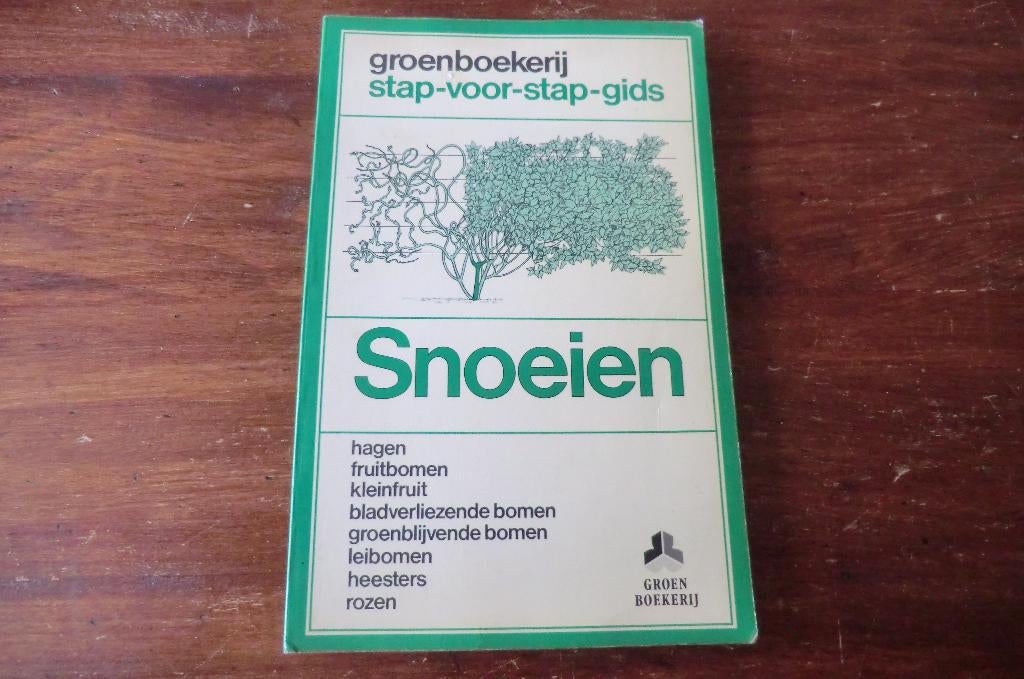 groenboekerij
stap-voor-stap-gids
Snoeien
hagen
fruitbomen
kleinfruit
bladverliezende bomen
groenblijvende bomen
leibomen
heesters
rozen
GROEN
BOEKERIJ